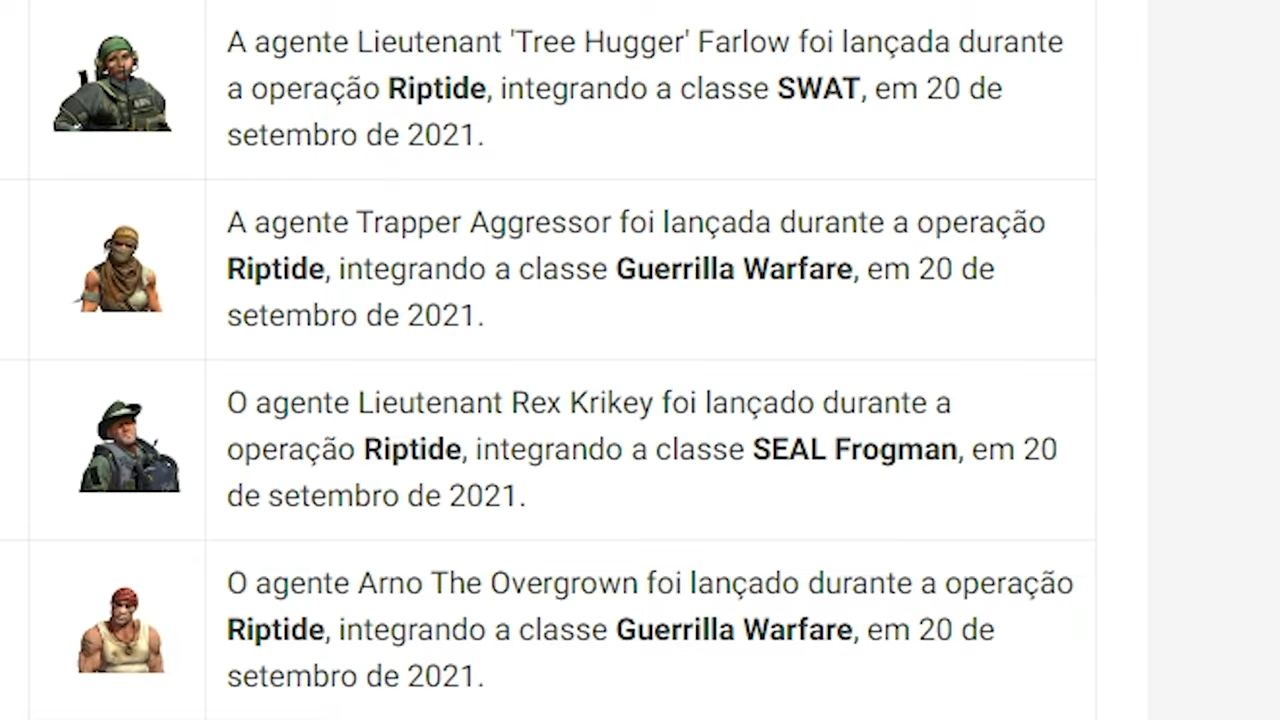 A agente Lieutenant 'Tree Hugger' Farlow foi lançada durante
a operação Riptide, integrando a classe SWAT, em 20 de
setembro de 2021.
A agente Trapper Aggressor foi lançada durante a operação
Riptide, integrando a classe Guerrilla Warfare, em 20 de
setembro de 2021.
O agente Lieutenant Rex Krikey foi lançado durante a
operação Riptide, integrando a classe SEAL Frogman, em 20
de setembro de 2021.
O agente Arno The Overgrown foi lançado durante a operação
Riptide, integrando a classe Guerrilla Warfare, em 20 de
setembro de 2021.